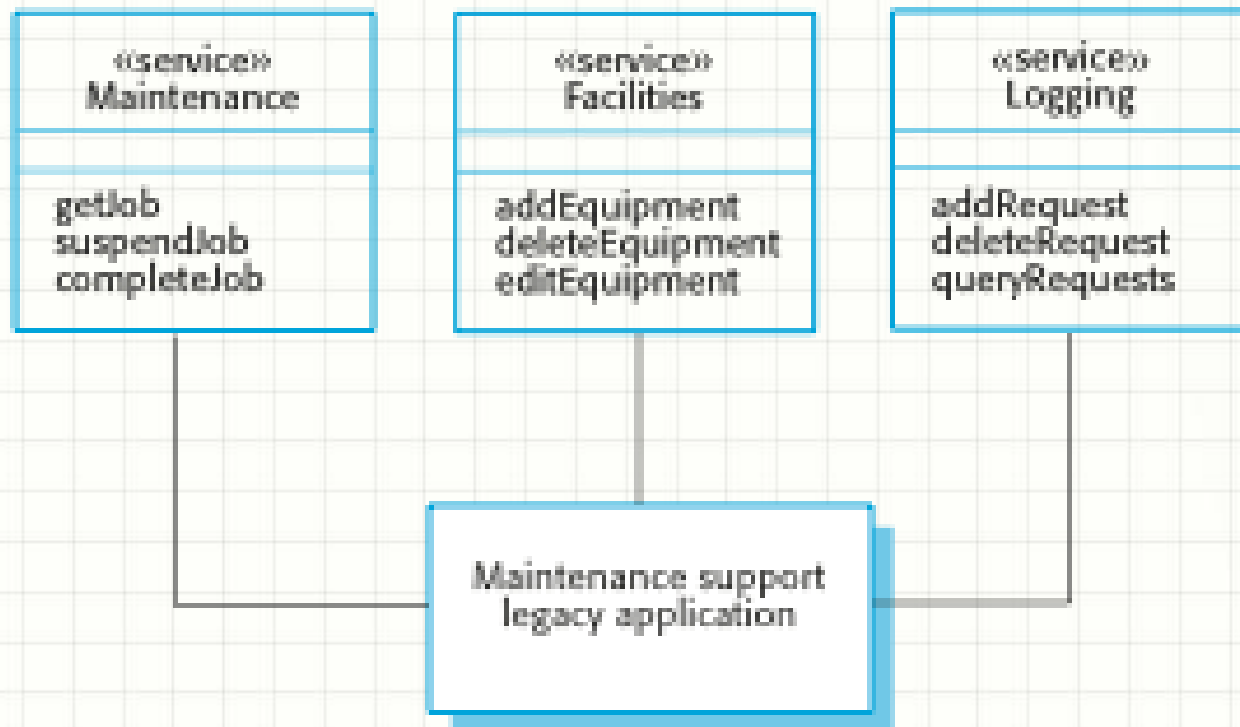 «service»
Maintenance
getJob
suspendJob
completeJob
«service»
Facilities
addEquipment
deleteEquipment
editEquipment
«service»
Logging
addRequest
deleteRequest
queryRequests
Maintenance support
legacy application